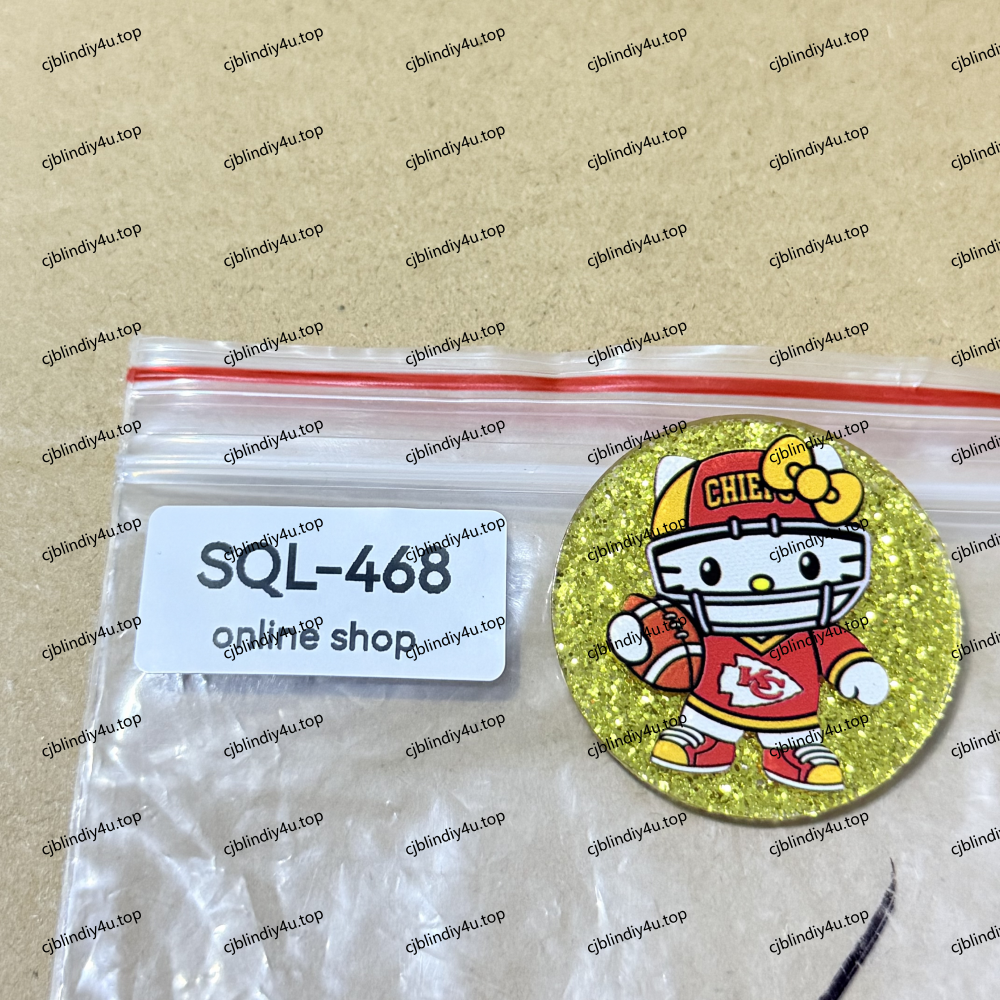 cjblindiy4u.top
SQL-468
online shop
CHIEFS
KC